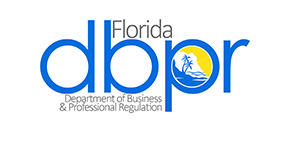 Florida
dbpr
Department of Business
& Professional Regulation